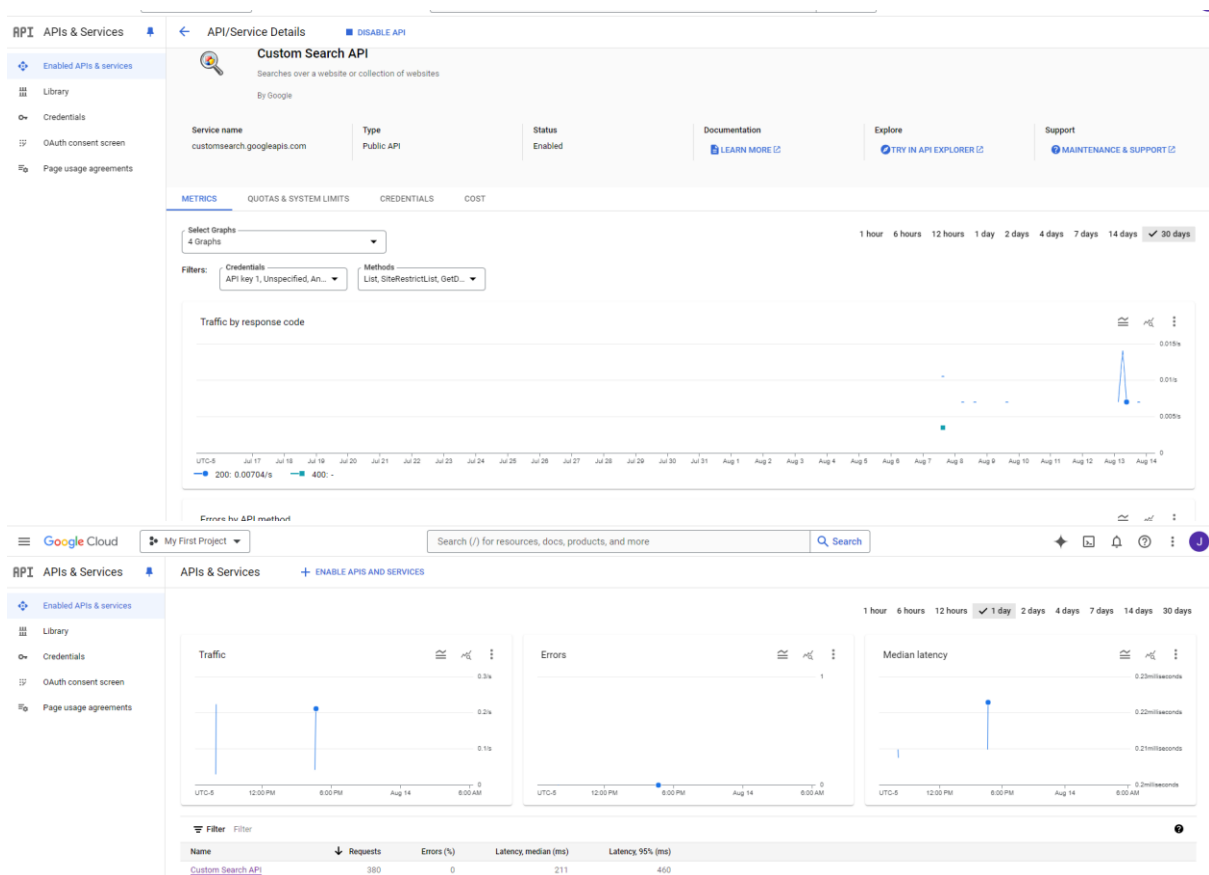 API APIs & Services
API/Service Details
DISABLE API
Enabled APIs & services
Library
Credentials
OAuth consent screen
Page usage agreements
Custom Search API
Searches over a website or collection of websites
By Google
Service name Type Status Documentation Explore Support
customsearch.googleapis.com Public API Enabled LEARN MORE TRY IN API EXPLORER MAINTENANCE & SUPPORT
METRICS QUOTAS & SYSTEM LIMITS CREDENTIALS COST
Select Graphs
4 Graphs
1 hour 6 hours 12 hours 1 day 2 days 4 days 7 days 14 days 30 days
Filters:
Credentials
API key 1, Unspecified, An...
Methods
List, SiteRestrictList, GetD...
Traffic by response code
0.015/s
0.01/s
0.005/s
0
UTC-5 Jul 17 Jul 18 Jul 19 Jul 20 Jul 21 Jul 22 Jul 23 Jul 24 Jul 25 Jul 26 Jul 27 Jul 28 Jul 29 Jul 30 Jul 31 Aug 1 Aug 2 Aug 3 Aug 4 Aug 5 Aug 6 Aug 7 Aug 8 Aug 9 Aug 10 Aug 11 Aug 12 Aug 13 Aug 14
200: 0.00704/s 400: -
Errors by API method
Google Cloud My First Project Search (/) for resources, docs, products, and more Search J
API APIs & Services
APIs & Services
+ ENABLE APIS AND SERVICES
Enabled APIs & services
Library
Credentials
OAuth consent screen
Page usage agreements
1 hour 6 hours 12 hours 1 day 2 days 4 days 7 days 14 days 30 days
Traffic
0.3/s
0.2/s
0.1/s
0
UTC-5 12:00 PM 6:00 PM Aug 14 6:00 AM
Errors
1
0
UTC-5 12:00 PM 6:00 PM Aug 14 6:00 AM
Median latency
0.23milliseconds
0.22milliseconds
0.21milliseconds
0.2milliseconds
UTC-5 12:00 PM 6:00 PM Aug 14 6:00 AM
Filter Filter
Name Requests Errors (%) Latency, median (ms) Latency, 95% (ms)
Custom Search API 380 0 211 460